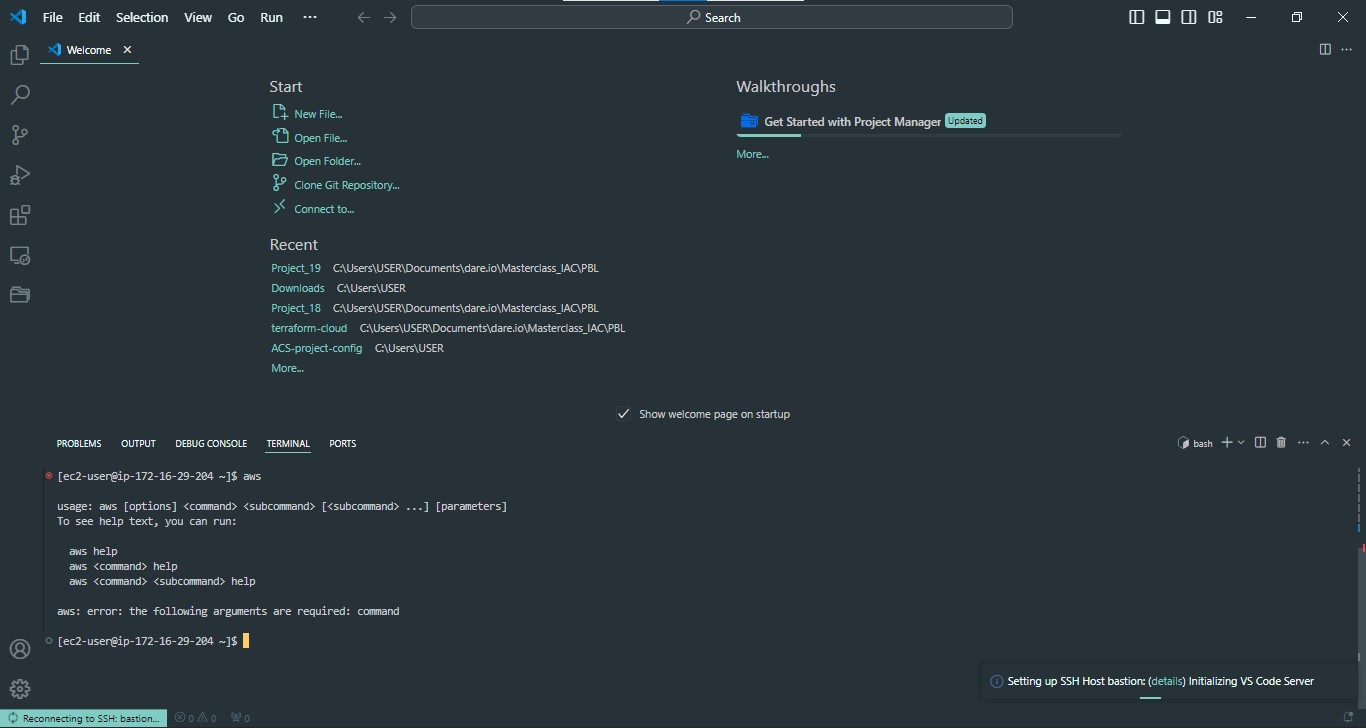 File Edit Selection View Go Run ···
Search
Welcome
Start
New File...
Open File...
Open Folder...
Clone Git Repository...
Connect to...
Walkthroughs
Get Started with Project Manager Updated
More...
Recent
Project_19 C:\Users\USER\Documents\dare.io\Masterclass_IAC\PBL
Downloads C:\Users\USER
Project_18 C:\Users\USER\Documents\dare.io\Masterclass_IAC\PBL
terraform-cloud C:\Users\USER\Documents\dare.io\Masterclass_IAC\PBL
ACS-project-config C:\Users\USER
More...
Show welcome page on startup
PROBLEMS OUTPUT DEBUG CONSOLE TERMINAL PORTS
bash
[ec2-user@ip-172-16-29-204 ~]$ aws
usage: aws [options] <command> <subcommand> [<subcommand> ...] [parameters]
To see help text, you can run:
aws help
aws <command> help
aws <command> <subcommand> help
aws: error: the following arguments are required: command
[ec2-user@ip-172-16-29-204 ~]$
Setting up SSH Host bastion: (details) Initializing VS Code Server
Reconnecting to SSH: bastion... 0 0 0